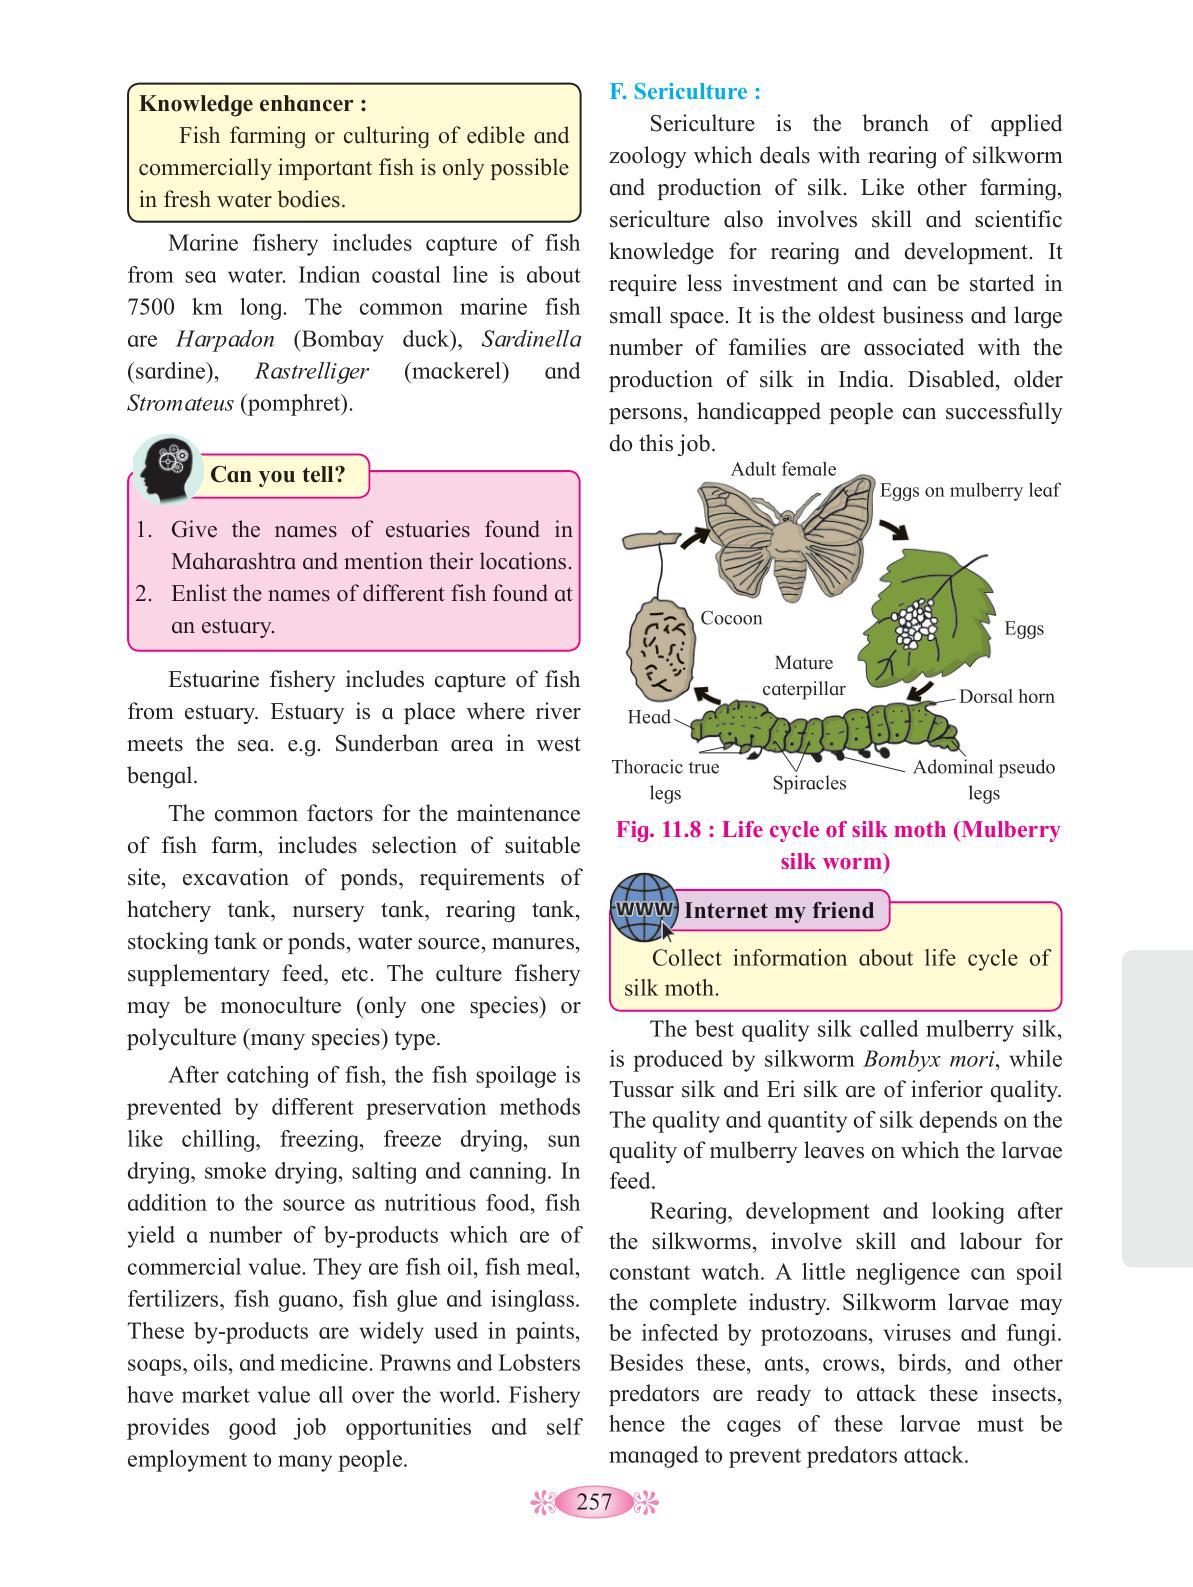 Knowledge enhancer :
Fish farming or culturing of edible and
commercially important fish is only possible
in fresh water bodies.
Marine fishery includes capture of fish
from sea water. Indian coastal line is about
7500 km long. The common marine fish
are Harpadon (Bombay duck), Sardinella
(sardine), Rastrelliger (mackerel) and
Stromateus (pomphret).
Can you tell?
1. Give the names of estuaries found in
Maharashtra and mention their locations.
2. Enlist the names of different fish found at
an estuary.
Estuarine fishery includes capture of fish
from estuary. Estuary is a place where river
meets the sea. e.g. Sunderban area in west
bengal.
The common factors for the maintenance
of fish farm, includes selection of suitable
site, excavation of ponds, requirements of
hatchery tank, nursery tank, rearing tank,
stocking tank or ponds, water source, manures,
supplementary feed, etc. The culture fishery
may be monoculture (only one species) or
polyculture (many species) type.
After catching of fish, the fish spoilage is
prevented by different preservation methods
like chilling, freezing, freeze drying, sun
drying, smoke drying, salting and canning. In
addition to the source as nutritious food, fish
yield a number of by-products which are of
commercial value. They are fish oil, fish meal,
fertilizers, fish guano, fish glue and isinglass.
These by-products are widely used in paints,
soaps, oils, and medicine. Prawns and Lobsters
have market value all over the world. Fishery
provides good job opportunities and self
employment to many people.
F. Sericulture :
Sericulture is the branch of applied
zoology which deals with rearing of silkworm
and production of silk. Like other farming,
sericulture also involves skill and scientific
knowledge for rearing and development. It
require less investment and can be started in
small space. It is the oldest business and large
number of families are associated with the
production of silk in India. Disabled, older
persons, handicapped people can successfully
do this job.
Adult female
Eggs on mulberry leaf
Cocoon
Eggs
Mature
caterpillar
Dorsal horn
Head
Thoracic true
legs
Spiracles
Adominal pseudo
legs
Fig. 11.8 : Life cycle of silk moth (Mulberry
silk worm)
WWW Internet my friend
Collect information about life cycle of
silk moth.
The best quality silk called mulberry silk,
is produced by silkworm Bombyx mori, while
Tussar silk and Eri silk are of inferior quality.
The quality and quantity of silk depends on the
quality of mulberry leaves on which the larvae
feed.
Rearing, development and looking after
the silkworms, involve skill and labour for
constant watch. A little negligence can spoil
the complete industry. Silkworm larvae may
be infected by protozoans, viruses and fungi.
Besides these, ants, crows, birds, and other
predators are ready to attack these insects,
hence the cages of these larvae must be
managed to prevent predators attack.
257